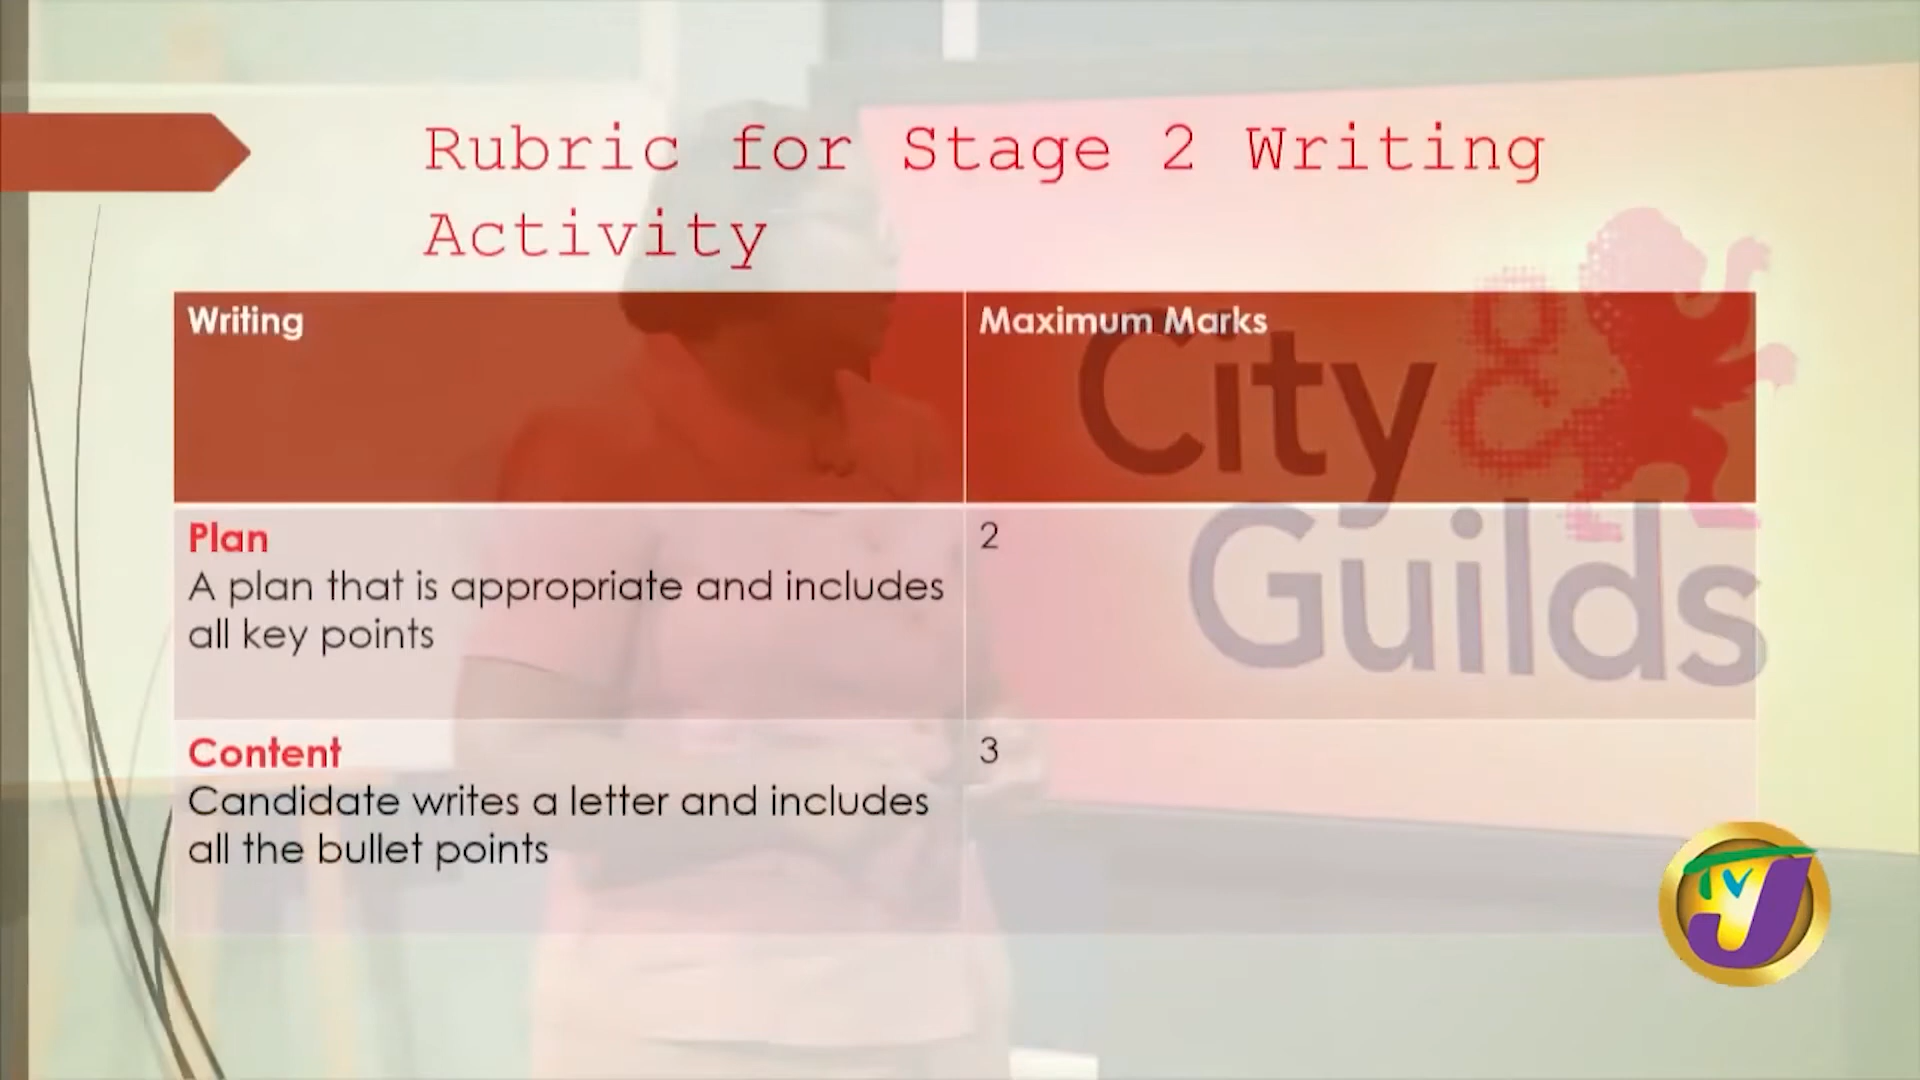 Rubric for Stage 2 Writing
Activity
Writing
Maximum Marks
City
Guilds
Plan
A plan that is appropriate and includes
all key points
2
Content
Candidate writes a letter and includes
all the bullet points
3
TVJ